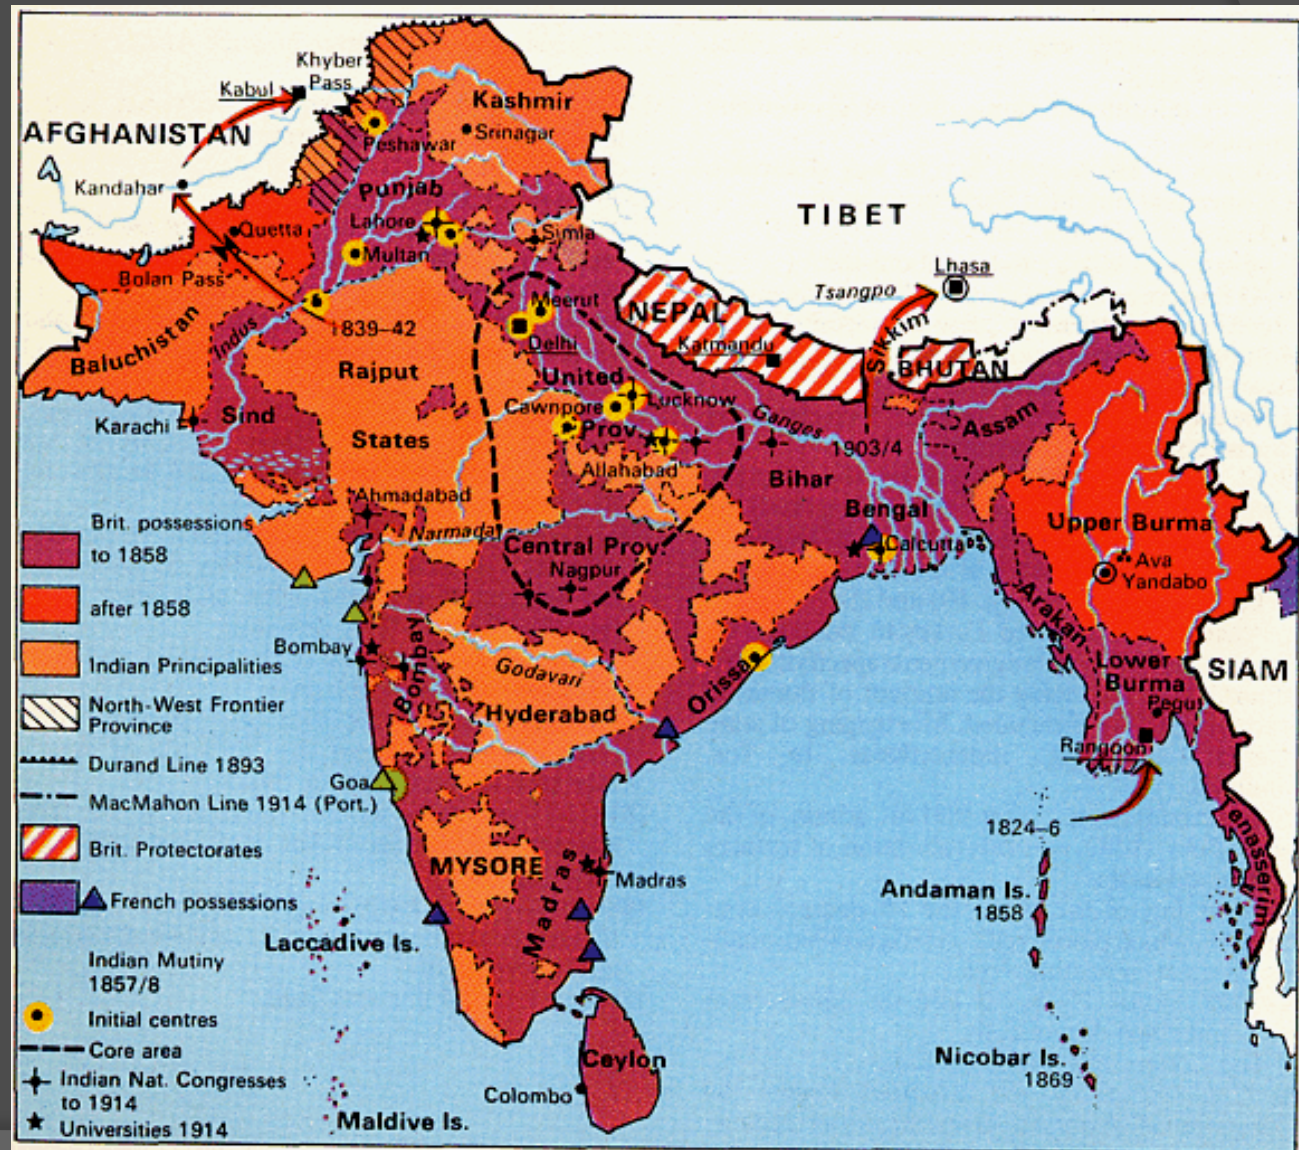 Khyber
Pass
Kabul
Kashmir
Srinagar
AFGHANISTAN
Peshawar
Kandahar
Punjab
Lahore
Quetta
Simla
Multan
TIBET
Bolan Pass
Lhasa
Tsangpo
Meerut
NEPAL
Indus
1839–42
Delhi
Katmandu
Sikkim
BHUTAN
Baluchistan
Rajput
United
Cawnpore
Lucknow
Ganges
Karachi
Sind
States
Prov.
1903/4
Assam
Allahabad
Bihar
Ahmadabad
Bengal
Narmada
Upper Burma
Central Prov.
Calcutta
Nagpur
Ava
Yandabo
Arakan
Bombay
Bombay
Godavari
Orissa
Lower
Burma
SIAM
Pegu
Hyderabad
Rangoon
Goa
1824–6
Tenasserim
MYSORE
Madras
Madras
Andaman Is.
1858
Laccadive Is.
Ceylon
Nicobar Is.
1869
Colombo
Maldive Is.
Brit. possessions
to 1858
after 1858
Indian Principalities
North-West Frontier
Province
Durand Line 1893
MacMahon Line 1914 (Port.)
Brit. Protectorates
French possessions
Indian Mutiny
1857/8
Initial centres
Core area
Indian Nat. Congresses
to 1914
Universities 1914